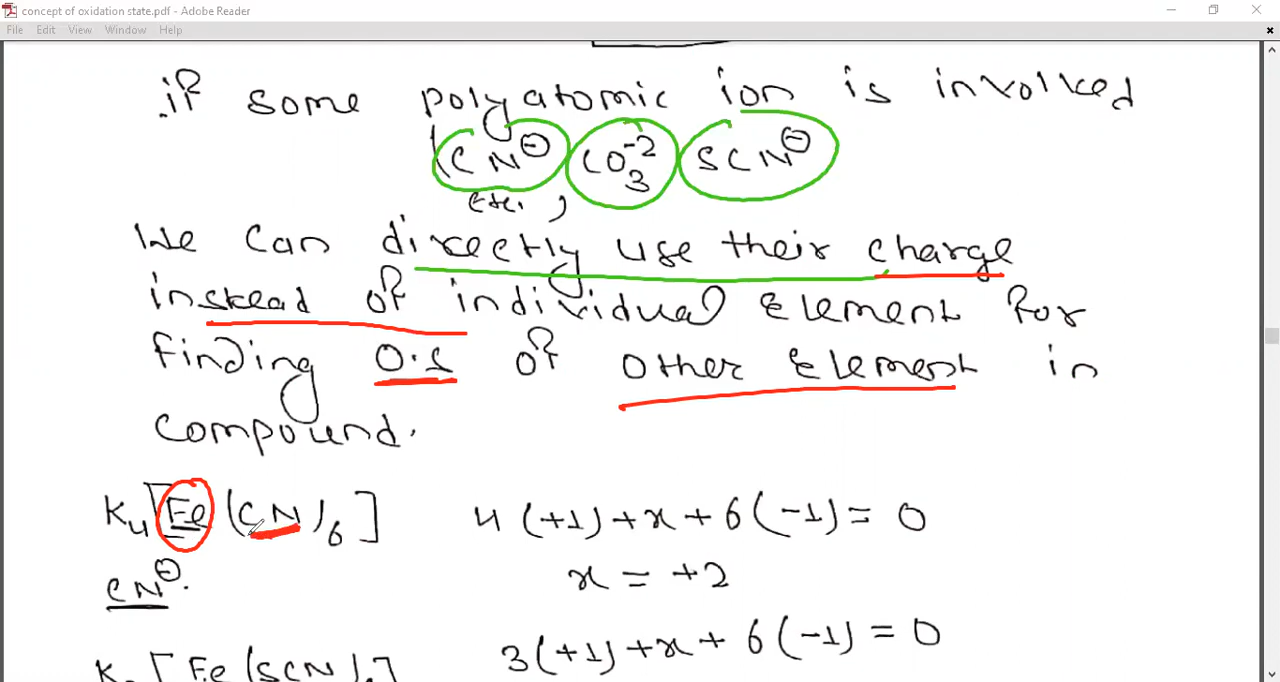 concept of oxidation state.pdf - Adobe Reader
File Edit View Window Help
.if some polyatomic ion is involved
(CN⊖ CO₃⁻² SCN⊖
etc. )
We can directly use their charge
instead of individual Element for
finding O.S of other Element in
compound.
K₄[Fe(CN)₆] 4(+1)+x+6(-1)= 0
CN⊖. x = +2
3(+1)+x+ 6(-1) = 0
[Fe(SCN)